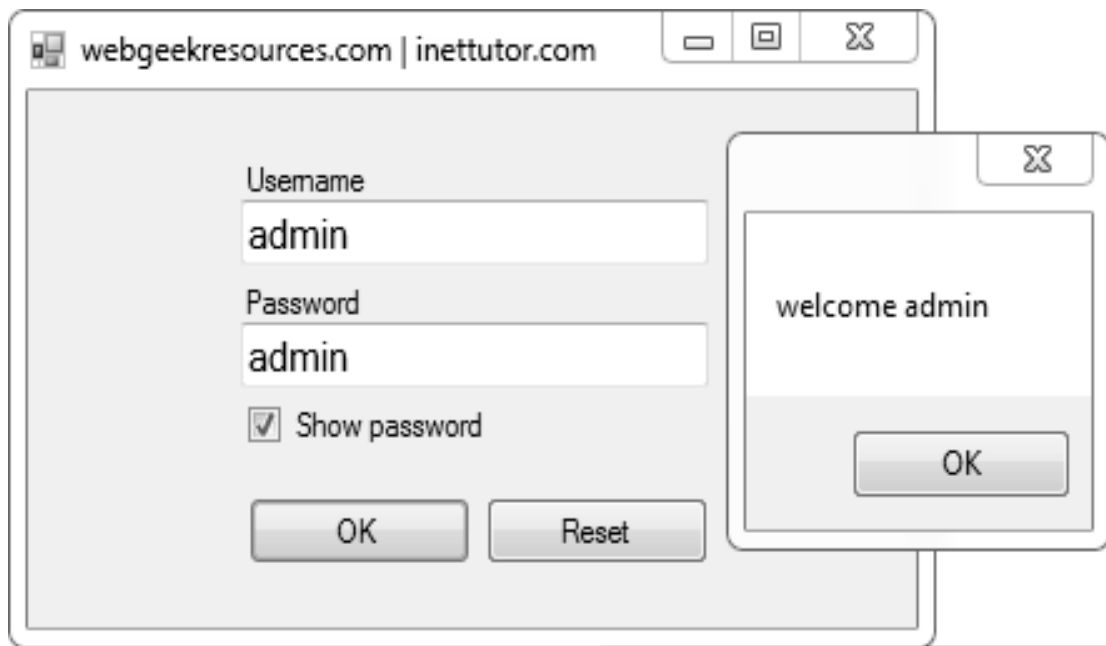 webgeekresources.com | inettutor.com
Username
admin
Password
admin
Show password
OK Reset
welcome admin
OK